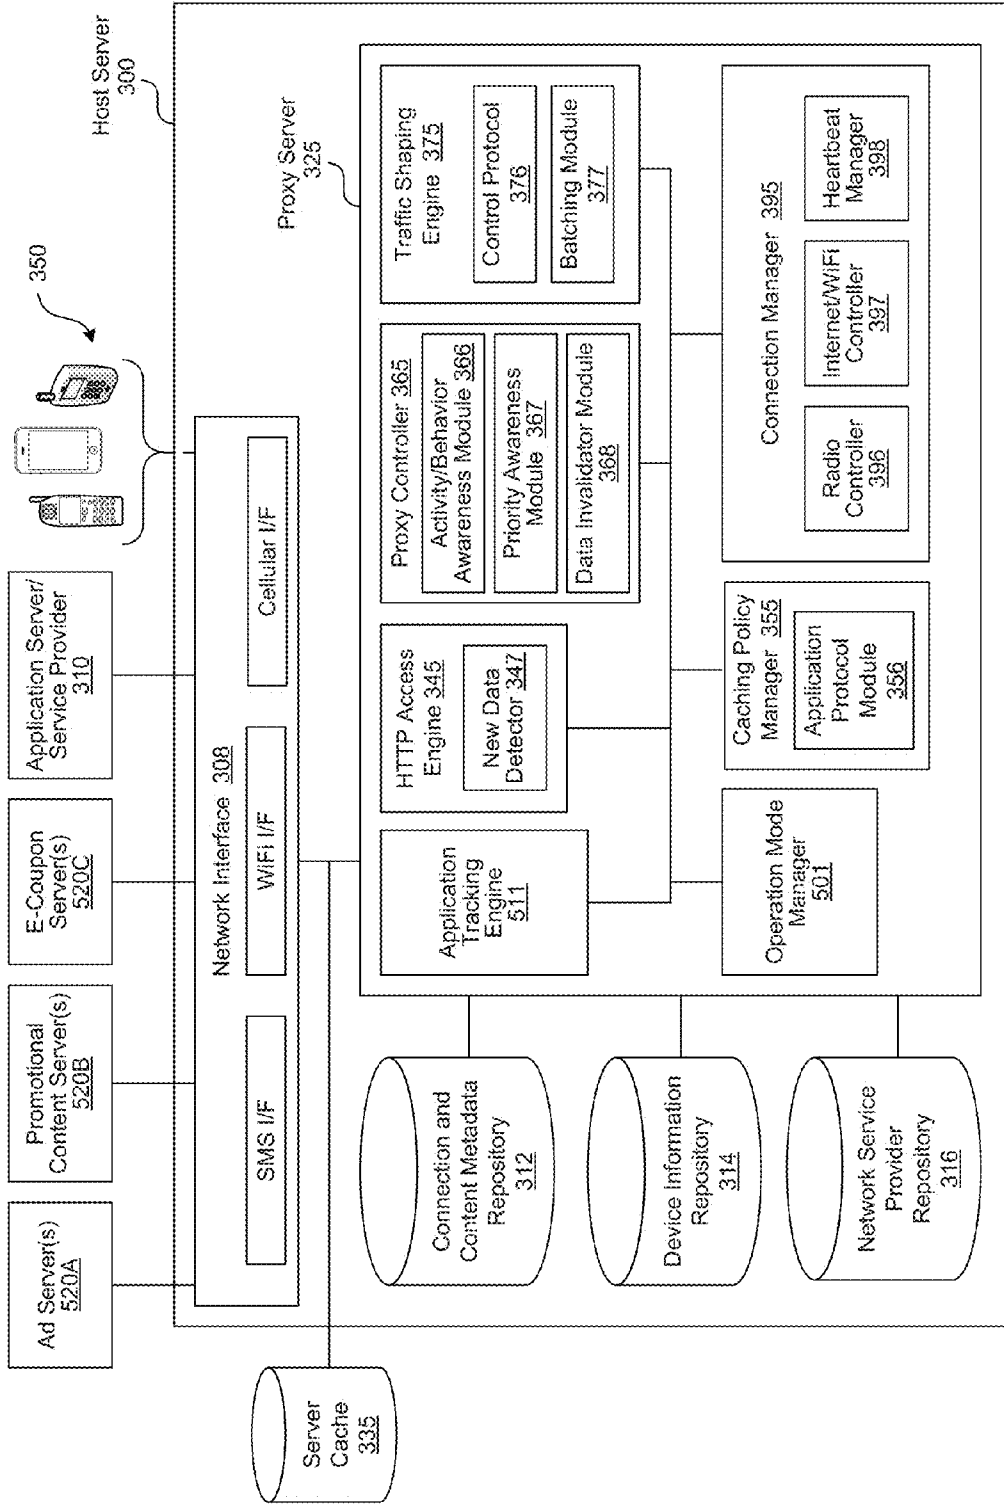 Ad Server(s)
520A
Promotional
Content Server(s)
520B
E-Coupon
Server(s)
520C
Application Server/
Service Provider
310
350
Host Server
300
Network Interface 308
SMS I/F
WiFi I/F
Cellular I/F
Server
Cache
335
Proxy Server
325
Connection and
Content Metadata
Repository
312
Device Information
Repository
314
Network Service
Provider
Repository
316
Application
Tracking
Engine
511
HTTP Access
Engine 345
New Data
Detector 347
Proxy Controller 365
Activity/Behavior
Awareness Module 366
Priority Awareness
Module 367
Data Invalidator Module
368
Traffic Shaping
Engine 375
Control Protocol
376
Batching Module
377
Operation Mode
Manager
501
Caching Policy
Manager 355
Application
Protocol
Module
356
Connection Manager 395
Radio
Controller
396
Internet/WiFi
Controller
397
Heartbeat
Manager
398